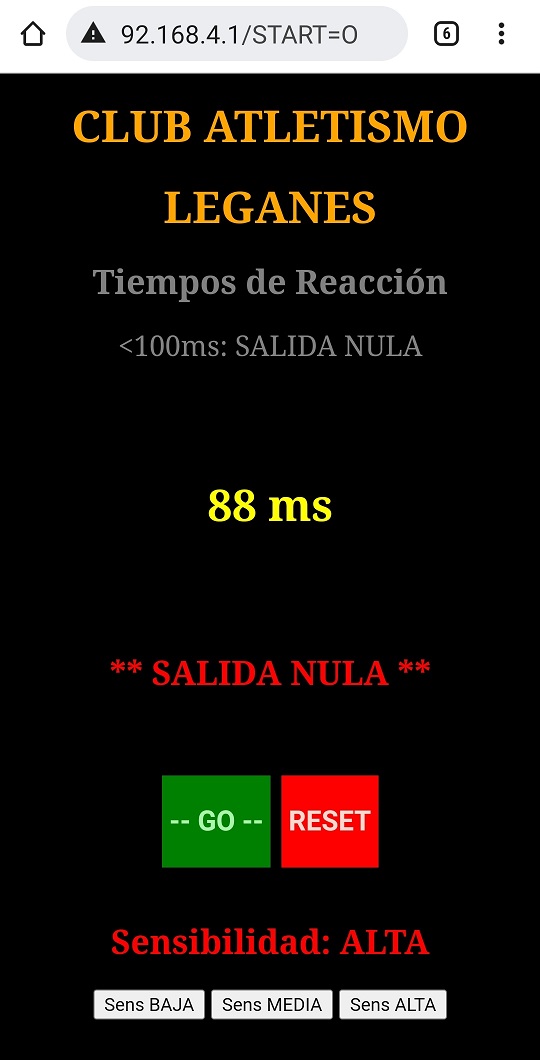 92.168.4.1/START=O
6
CLUB ATLETISMO
LEGANES
Tiempos de Reacción
<100ms: SALIDA NULA
88 ms
** SALIDA NULA **
-- GO -- RESET
Sensibilidad: ALTA
Sens BAJA Sens MEDIA Sens ALTA